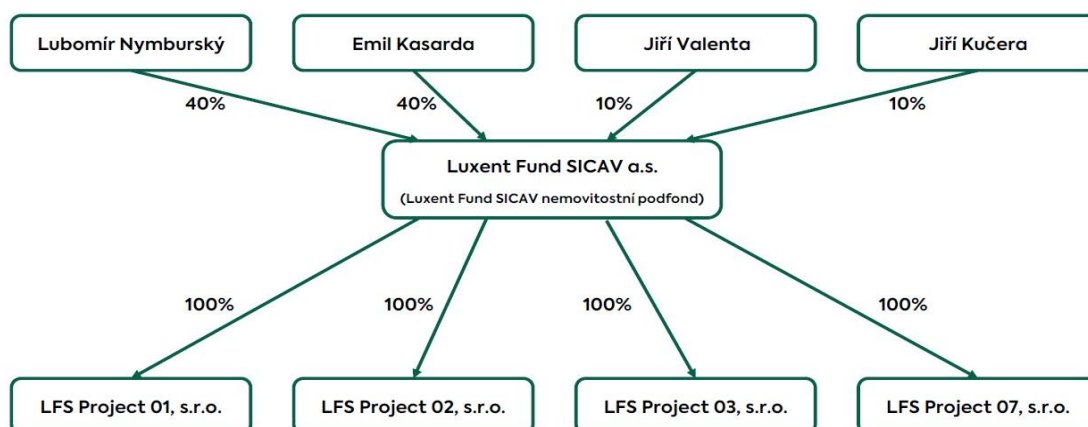 Lubomír Nymburský
Emil Kasarda
Jiří Valenta
Jiří Kučera
40%
40%
10%
10%
Luxent Fund SICAV a.s.
(Luxent Fund SICAV nemovitostní podfond)
100%
100%
100%
100%
LFS Project 01, s.r.o.
LFS Project 02, s.r.o.
LFS Project 03, s.r.o.
LFS Project 07, s.r.o.